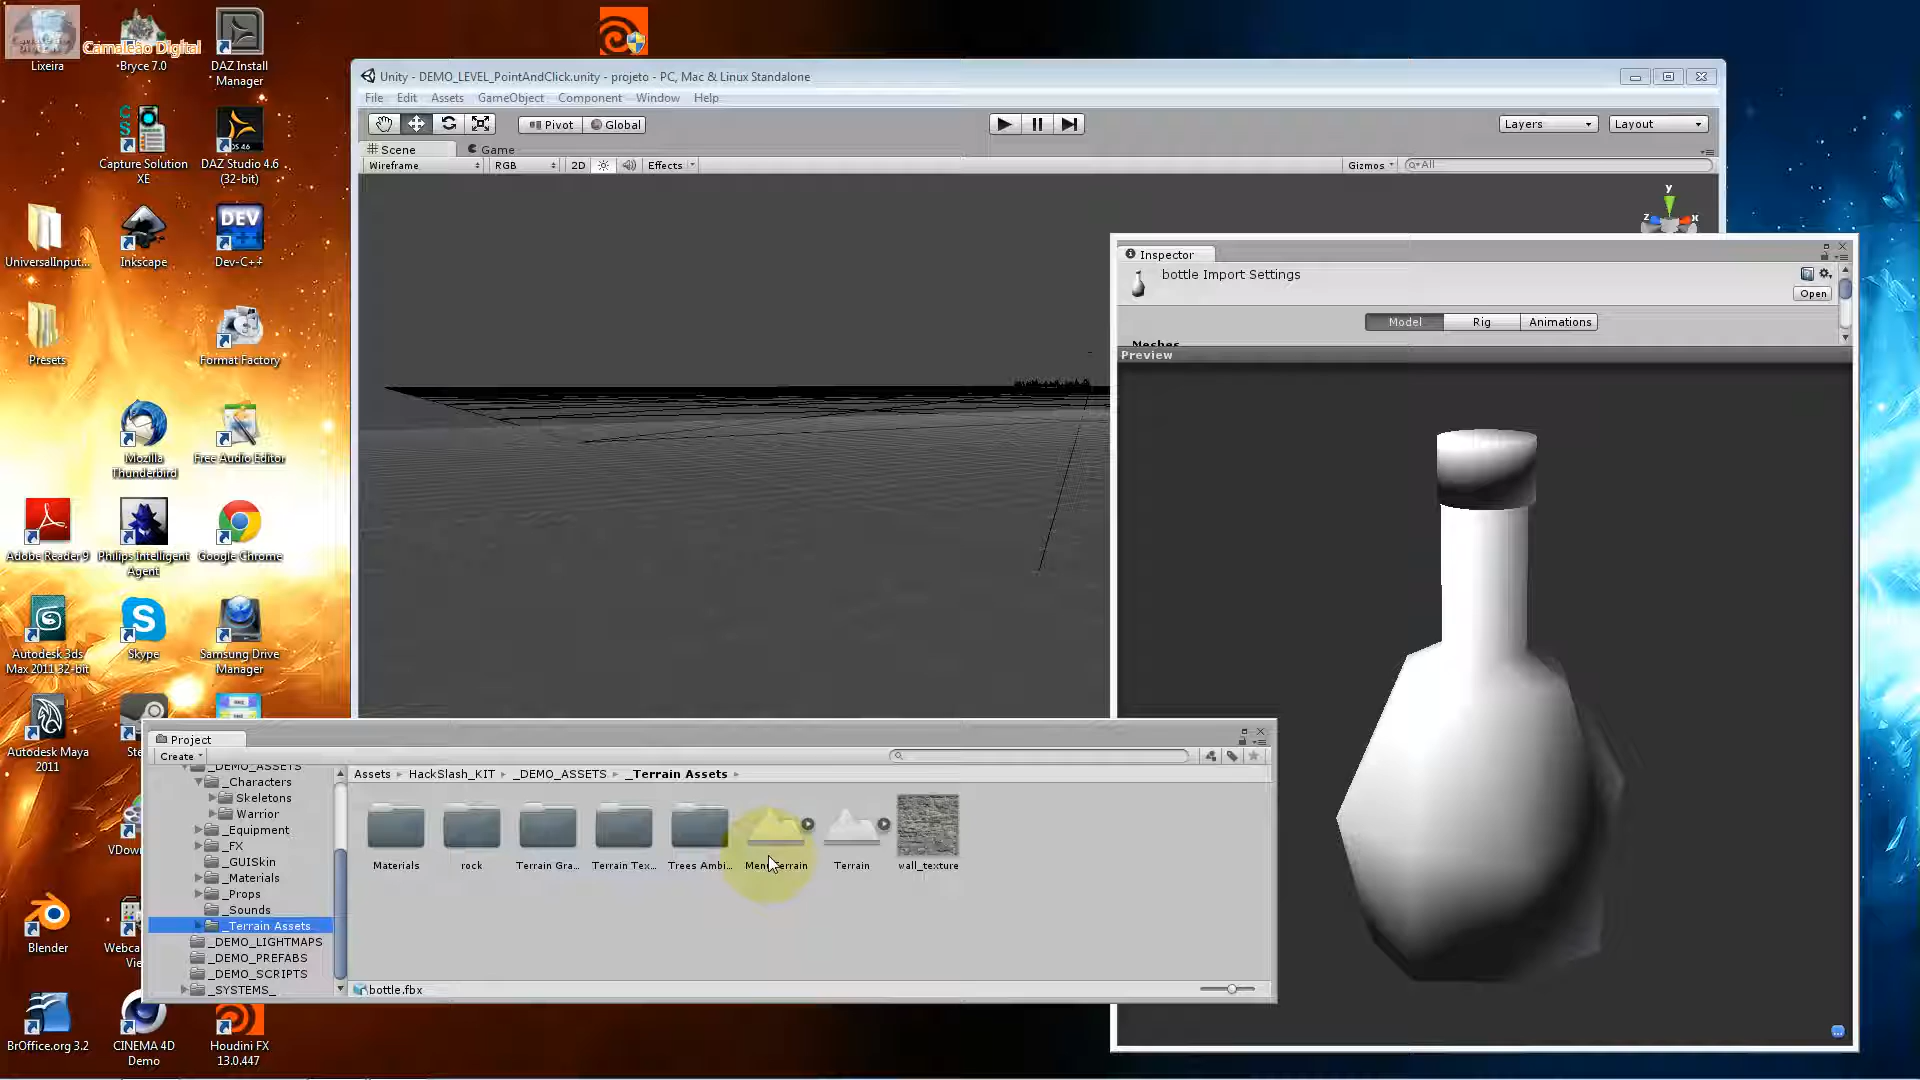 Lixeira
Camaleão Digital
Bryce 7.0
DAZ Install
Manager
Capture Solution
XE
DAZ Studio 4.6
(32-bit)
UniversalInput...
Inkscape
DEV
Dev-C++
Presets
Format Factory
Mozilla
Thunderbird
Free Audio Editor
Adobe Reader 9
Philips Intelligent
Agent
Google Chrome
Autodesk 3ds
Max 2011 32-bit
Skype
Samsung Drive
Manager
Autodesk Maya
2011
Ste
VDown
Blender
Webca
Vie
BrOffice.org 3.2
CINEMA 4D
Demo
Houdini FX
13.0.447
Unity - DEMO_LEVEL_PointAndClick.unity - projeto - PC, Mac & Linux Standalone
File Edit Assets GameObject Component Window Help
Pivot Global
Layers Layout
Scene Game
Wireframe RGB 2D Effects Gizmos All
y
z x
Inspector
bottle Import Settings
Open
Model Rig Animations
Meshes
Preview
Project
Create
_DEMO_ASSETS
_Characters
Skeletons
Warrior
_Equipment
_FX
_GUISkin
_Materials
_Props
_Sounds
_Terrain Assets
_DEMO_LIGHTMAPS
_DEMO_PREFABS
_DEMO_SCRIPTS
_SYSTEMS_
Assets HackSlash_KIT _DEMO_ASSETS _Terrain Assets
Materials rock Terrain Gra... Terrain Tex... Trees Ambi... Terrain wall_texture
bottle.fbx